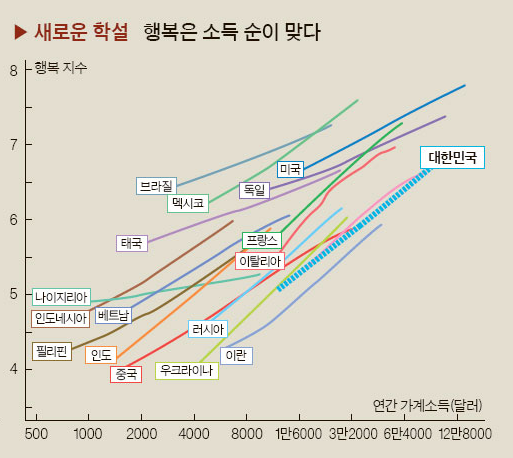 ▶ 새로운 학설 행복은 소득 순이 맞다
8 행복 지수
7
미국
대한민국
브라질
독일
멕시코
6
태국
프랑스
이탈리아
5
나이지리아
인도네시아
베트남
러시아
필리핀
인도
이란
4
중국
우크라이나
연간 가계소득(달러)
500 1000 2000 4000 8000 1만6000 3만2000 6만4000 12만8000